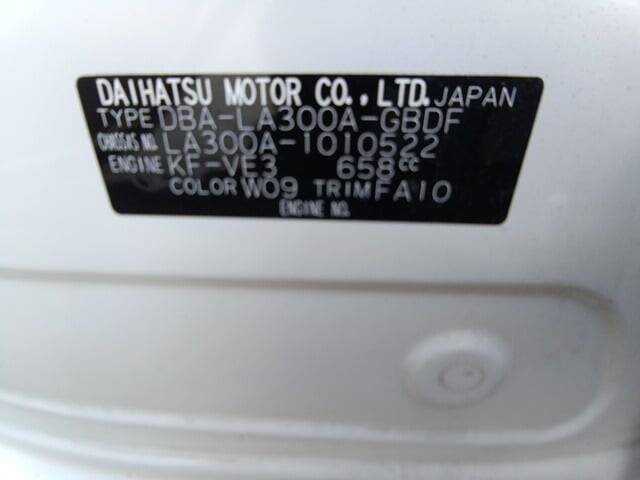 DAIHATSU MOTOR CO., LTD. JAPAN
TYPE DBA-LA300A-GBDF
CHASSIS NO. LA300A-1010522
ENGINE KF-VE3 658cc
COLOR W09 TRIM FA10
ENGINE NO.